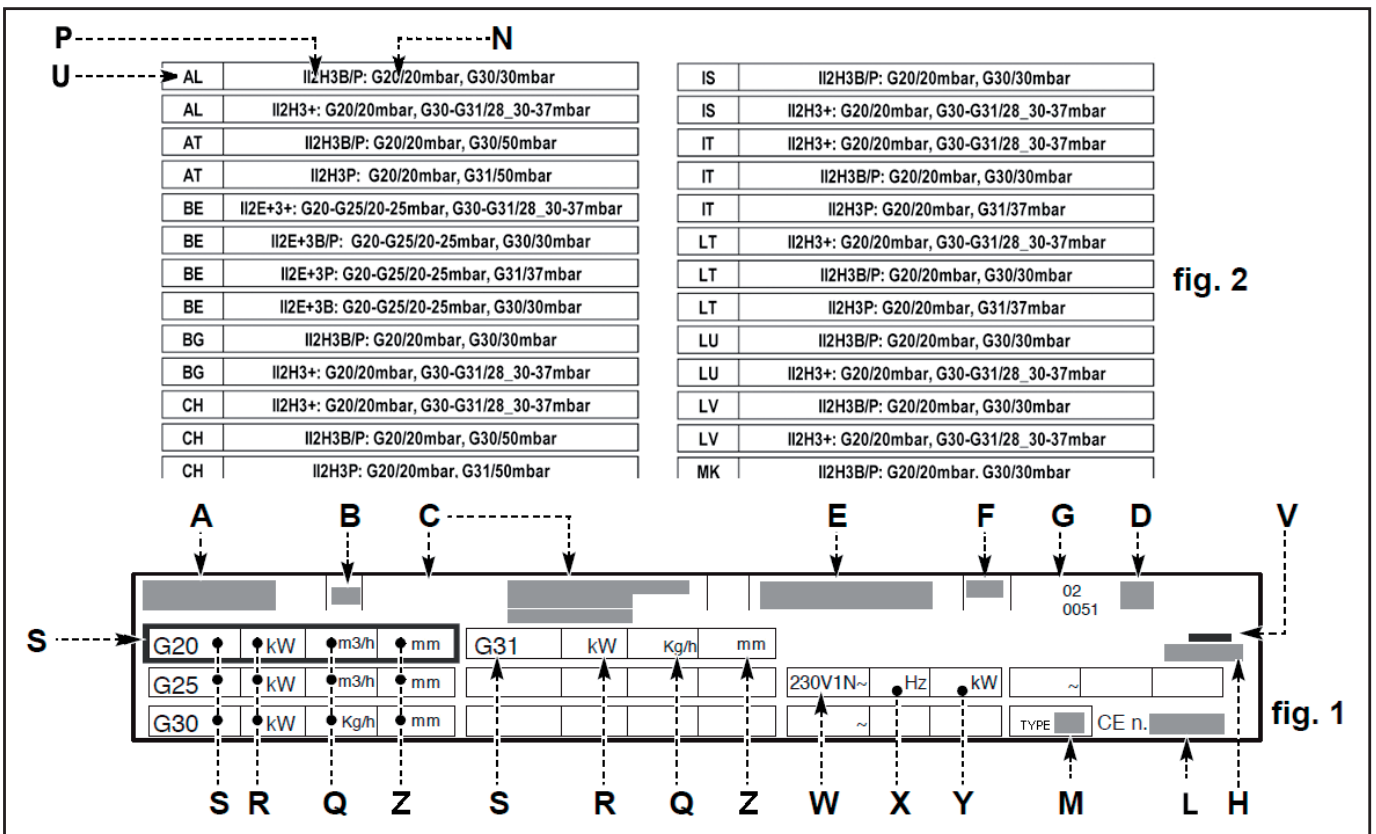 P N
U AL II2H3B/P: G20/20mbar, G30/30mbar
AL II2H3+: G20/20mbar, G30-G31/28_30-37mbar
AT II2H3B/P: G20/20mbar, G30/50mbar
AT II2H3P: G20/20mbar, G31/50mbar
BE II2E+3+: G20-G25/20-25mbar, G30-G31/28_30-37mbar
BE II2E+3B/P: G20-G25/20-25mbar, G30/30mbar
BE II2E+3P: G20-G25/20-25mbar, G31/37mbar
BE II2E+3B: G20-G25/20-25mbar, G30/30mbar
BG II2H3B/P: G20/20mbar, G30/30mbar
BG II2H3+: G20/20mbar, G30-G31/28_30-37mbar
CH II2H3+: G20/20mbar, G30-G31/28_30-37mbar
CH II2H3B/P: G20/20mbar, G30/50mbar
CH II2H3P: G20/20mbar, G31/50mbar
IS II2H3B/P: G20/20mbar, G30/30mbar
IS II2H3+: G20/20mbar, G30-G31/28_30-37mbar
IT II2H3+: G20/20mbar, G30-G31/28_30-37mbar
IT II2H3B/P: G20/20mbar, G30/30mbar
IT II2H3P: G20/20mbar, G31/37mbar
LT II2H3+: G20/20mbar, G30-G31/28_30-37mbar
LT II2H3B/P: G20/20mbar, G30/30mbar
LT II2H3P: G20/20mbar, G31/37mbar
LU II2H3B/P: G20/20mbar, G30/30mbar
LU II2H3+: G20/20mbar, G30-G31/28_30-37mbar
LV II2H3B/P: G20/20mbar, G30/30mbar
LV II2H3+: G20/20mbar, G30-G31/28_30-37mbar
MK II2H3B/P: G20/20mbar, G30/30mbar
fig. 2
A B C E F G D V
02
0051
S G20 kW m3/h mm G31 kW Kg/h mm
G25 kW m3/h mm 230V1N~ Hz kW ~
G30 kW Kg/h mm ~ TYPE CE n.
fig. 1
S R Q Z S R Q Z W X Y M L H